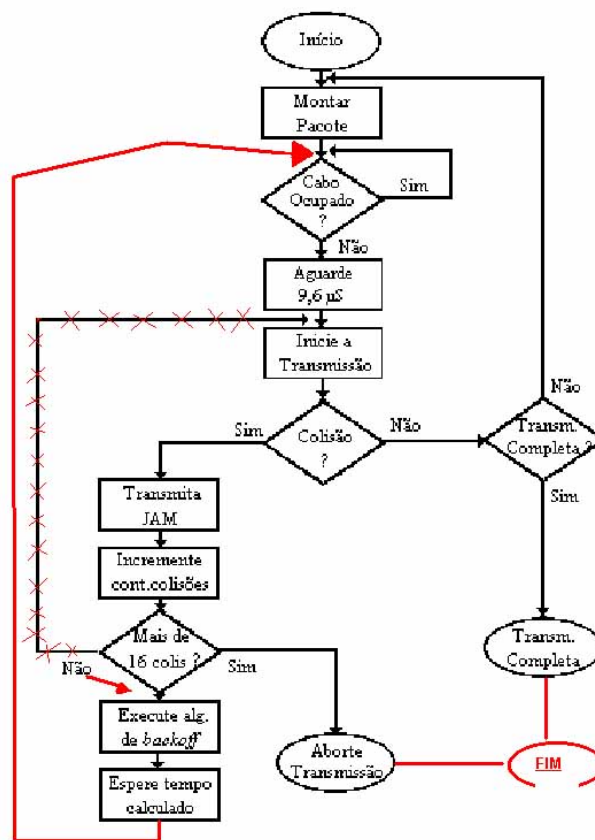 Início
Montar
Pacote
Cabo
Ocupado
?
Sim
Não
Aguarde
9,6 µS
Inicie a
Transmissão
Não
Sim
Colisão
?
Não
Transm.
Completa ?
Sim
Transmita
JAM
Incremente
cont.colisões
Mais de
16 colis ?
Não
Sim
Transm.
Completa
Execute alg.
de backoff
Aborte
Transmissão
FIM
Espere tempo
calculado